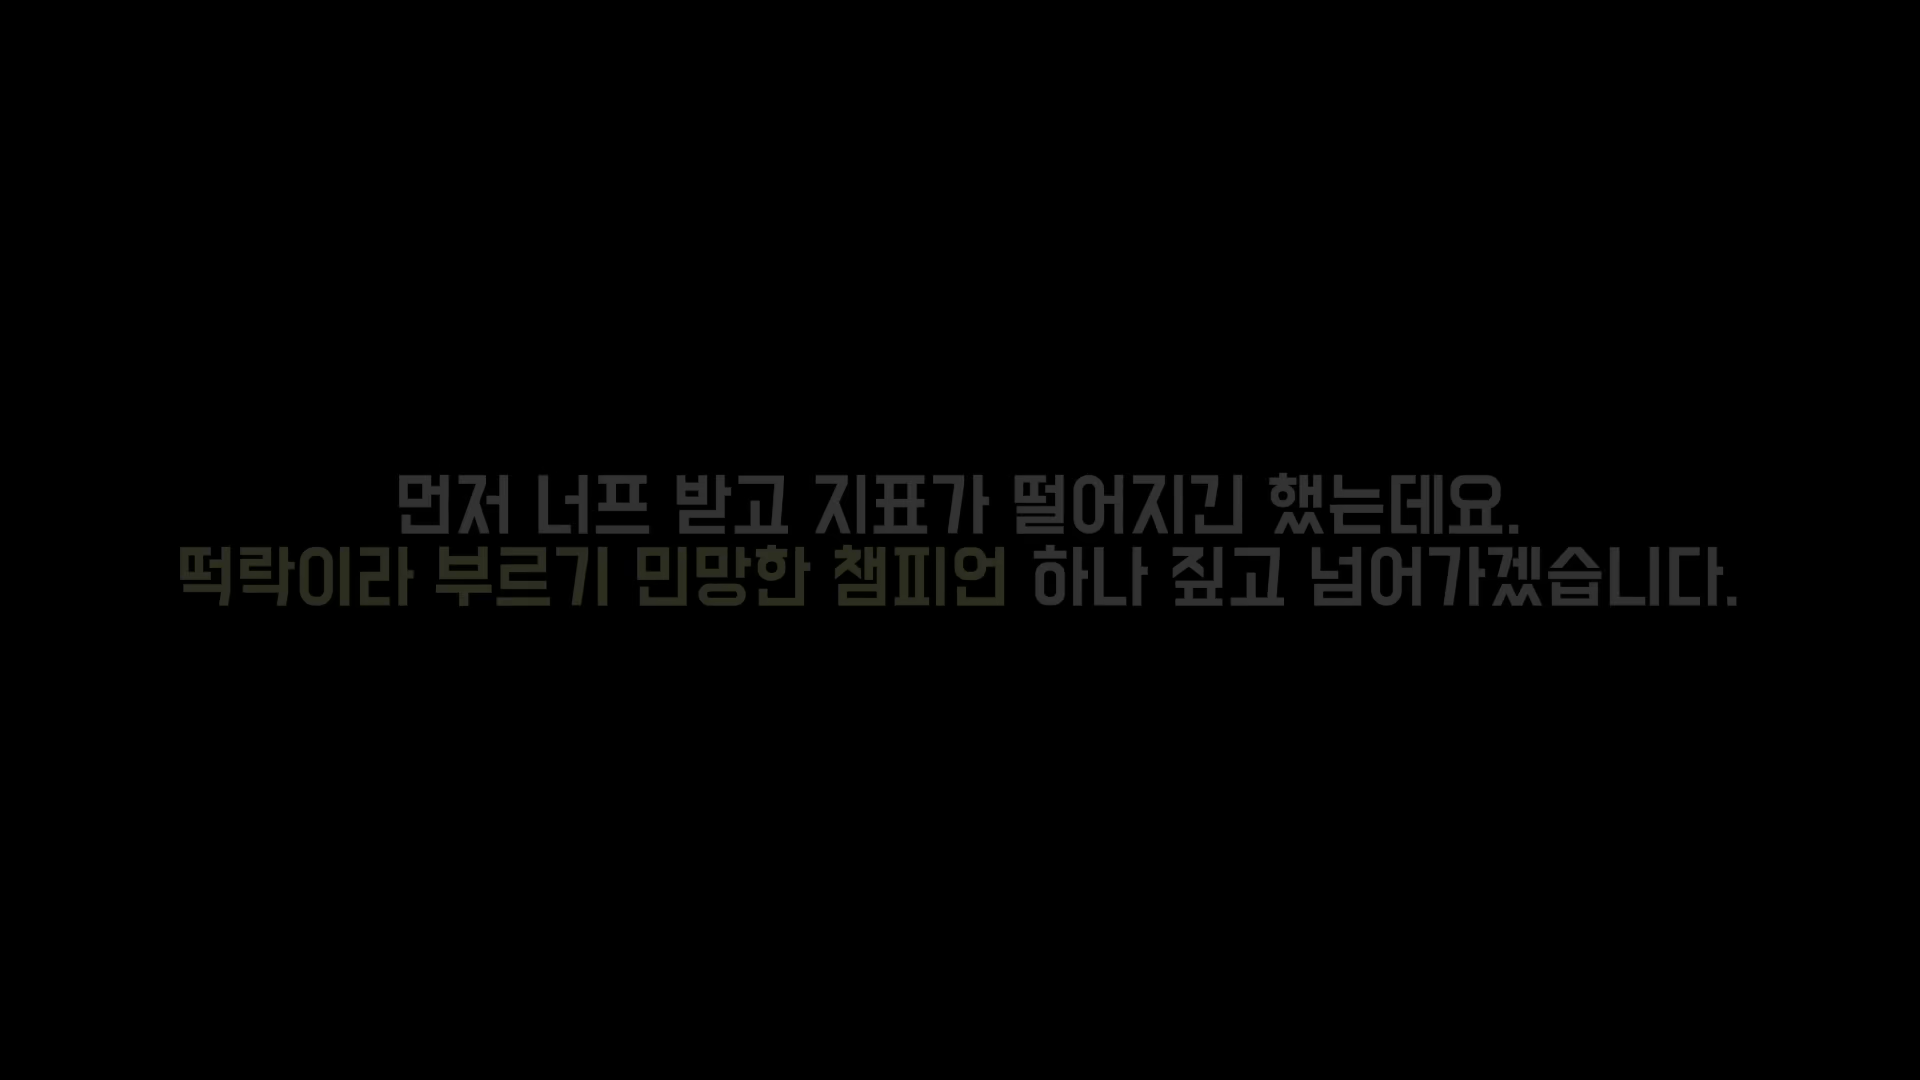 먼저 너프 받고 지표가 떨어지긴 했는데요.
떡락이라 부르기 민망한 챔피언 하나 짚고 넘어가겠습니다.